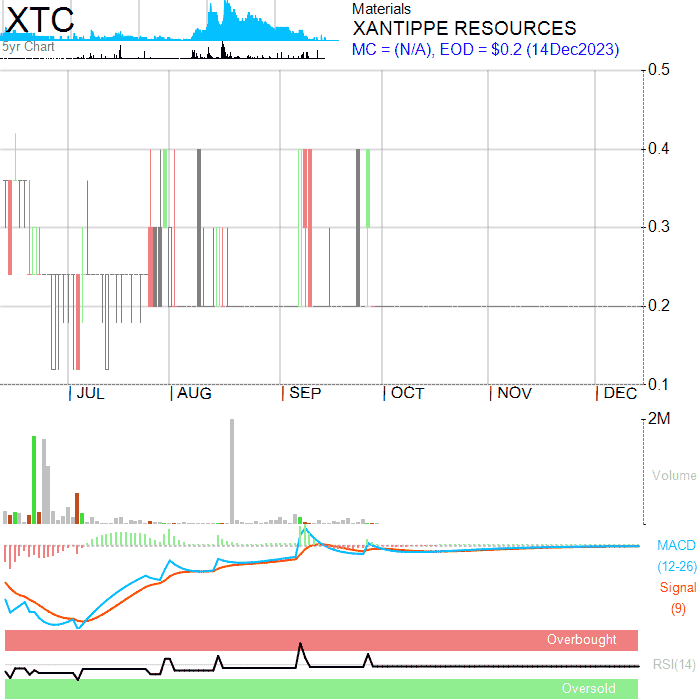 XTC
5yr Chart
Materials
XANTIPPE RESOURCES
MC = (N/A), EOD = $0.2 (14Dec2023)
0.5
0.4
0.3
0.2
0.1
JUL
AUG
SEP
OCT
NOV
DEC
2M
Volume
MACD
(12-26)
Signal
(9)
Overbought
RSI(14)
Oversold